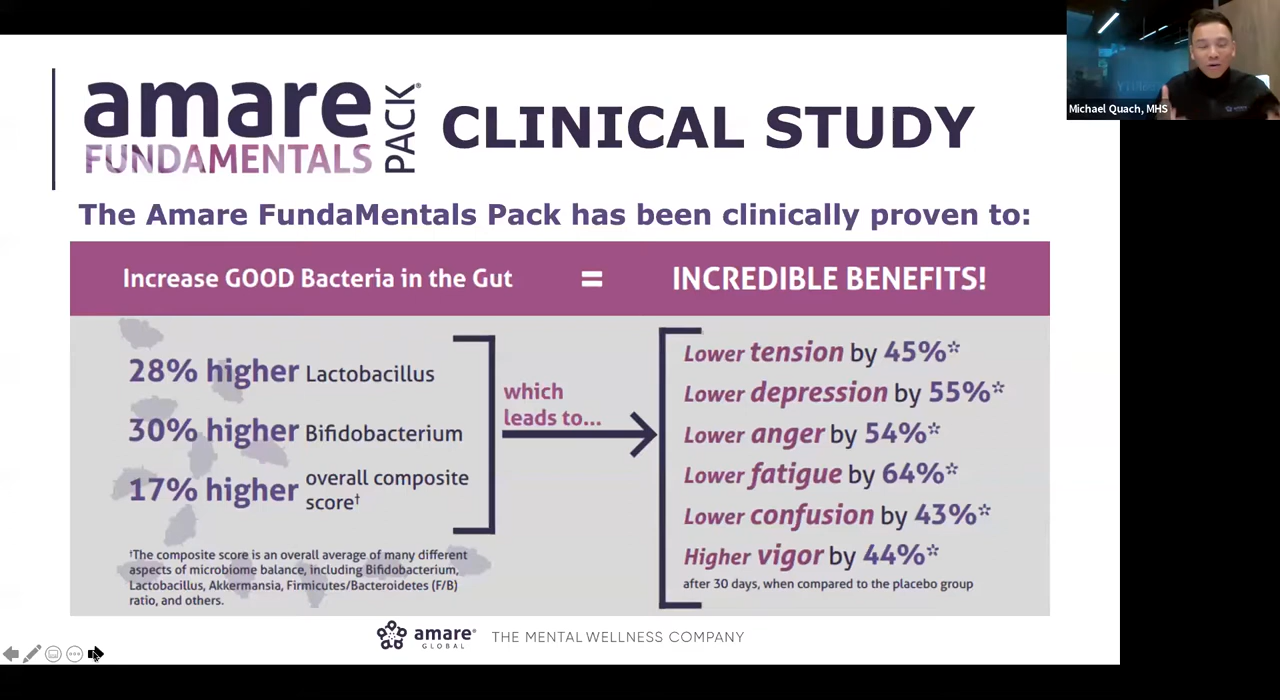 Michael Quach, MHS
amare
FUNDAMENTALS
PACK®
CLINICAL STUDY
The Amare FundaMentals Pack has been clinically proven to:
Increase GOOD Bacteria in the Gut = INCREDIBLE BENEFITS!
28% higher Lactobacillus
30% higher Bifidobacterium
17% higher overall composite
score†
†The composite score is an overall average of many different
aspects of microbiome balance, including Bifidobacterium,
Lactobacillus, Akkermansia, Firmicutes/Bacteroidetes (F/B)
ratio, and others.
which
leads to...
Lower tension by 45%*
Lower depression by 55%*
Lower anger by 54%*
Lower fatigue by 64%*
Lower confusion by 43%*
Higher vigor by 44%*
after 30 days, when compared to the placebo group
amare®
GLOBAL
THE MENTAL WELLNESS COMPANY